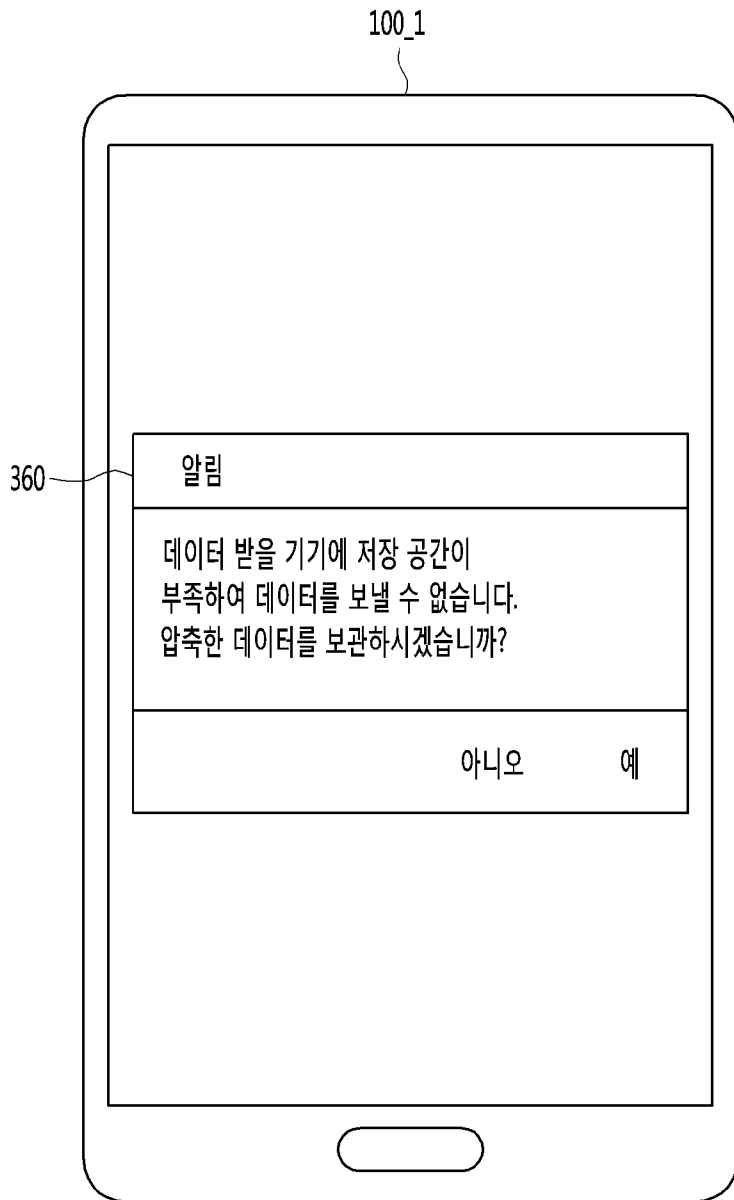 100_1
360
알림
데이터 받을 기기에 저장 공간이
부족하여 데이터를 보낼 수 없습니다.
압축한 데이터를 보관하시겠습니까?
아니오 예